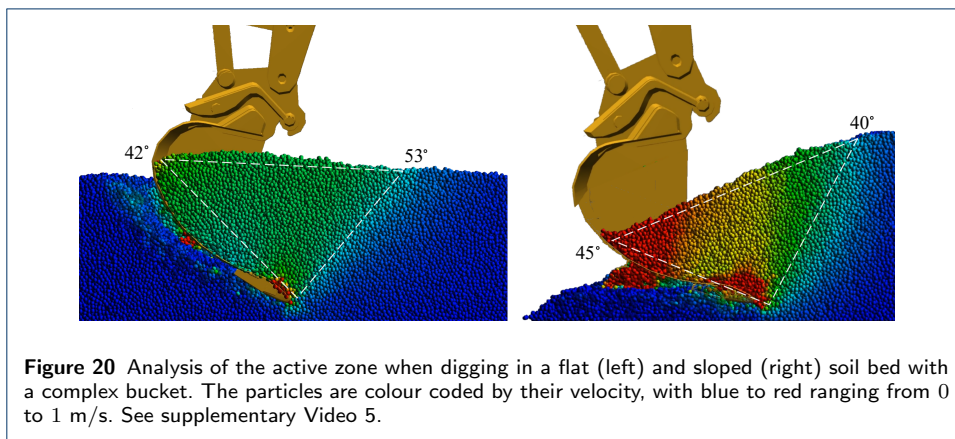 42˚
53˚
40˚
45˚
Figure 20 Analysis of the active zone when digging in a flat (left) and sloped (right) soil bed with
a complex bucket. The particles are colour coded by their velocity, with blue to red ranging from 0
to 1 m/s. See supplementary Video 5.